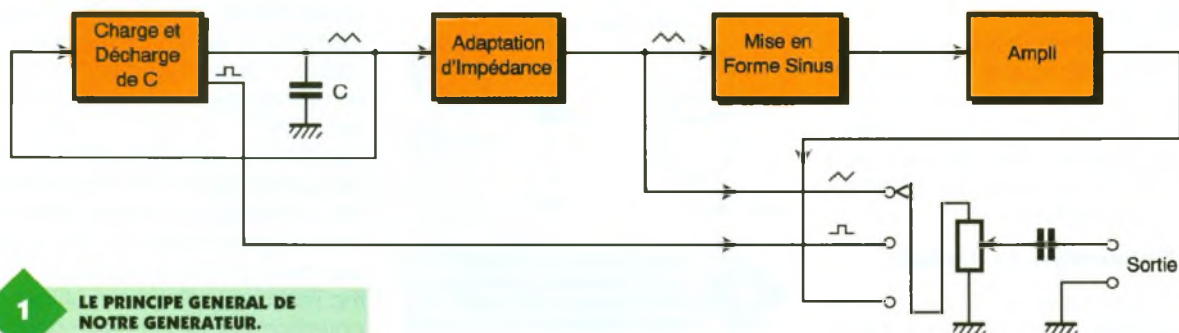 Charge et
Décharge
de C
C
Adaptation
d'Impédance
Mise en
Forme Sinus
Ampli
Sortie
1
LE PRINCIPE GENERAL DE
NOTRE GENERATEUR.